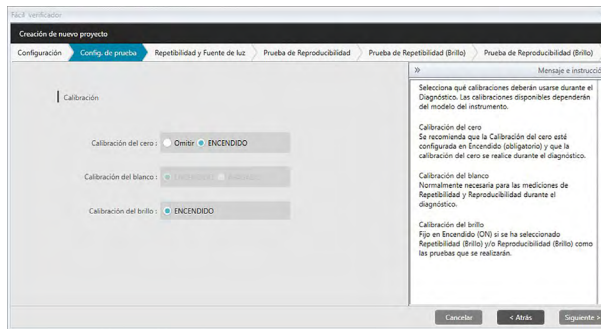 Fácil verificador
Creación de nuevo proyecto
Configuración
Config. de prueba
Repetibilidad y Fuente de luz
Prueba de Reproducibilidad
Prueba de Repetibilidad (Brillo)
Prueba de Reproducibilidad (Brillo)
» Mensaje e instrucció
Calibración
Calibración del cero : Omitir ENCENDIDO
Calibración del blanco :
Calibración del brillo : ENCENDIDO
Selecciona qué calibraciones deberán usarse durante el
Diagnóstico. Las calibraciones disponibles dependerán
del modelo del instrumento.
Calibración del cero
Se recomienda que la Calibración del cero esté
configurada en Encendido (obligatorio) y que la
calibración del cero se realice durante el diagnóstico.
Calibración del blanco
Normalmente necesaria para las mediciones de
Repetibilidad y Reproducibilidad durante el
diagnóstico.
Calibración del brillo
Fijo en Encendido (ON) si se ha seleccionado
Repetibilidad (Brillo) y/o Reproducibilidad (Brillo) como
las pruebas que se realizarán.
Cancelar
< Atrás
Siguiente >